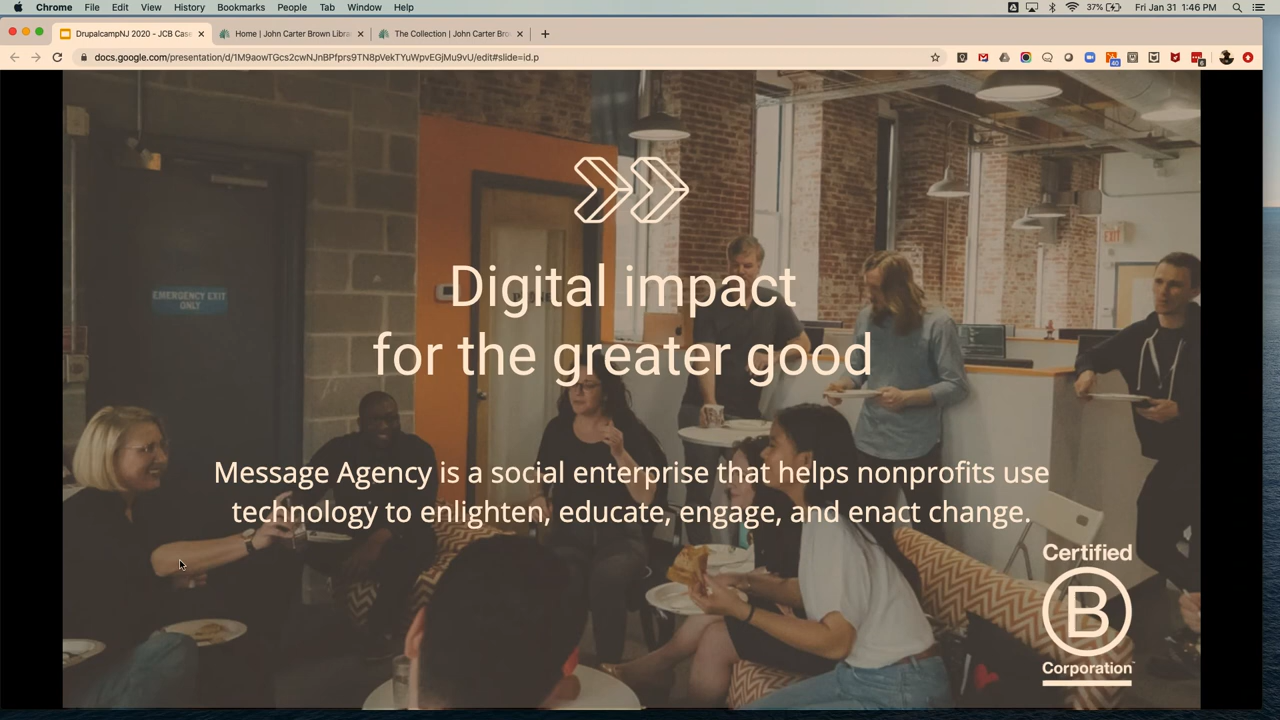 Chrome File Edit View History Bookmarks People Tab Window Help 37% Fri Jan 31 1:46 PM
DrupalcampNJ 2020 - JCB Case Home | John Carter Brown Libra The Collection | John Carter Bro
docs.google.com/presentation/d/1M9aowTGcs2cwNJnBPfprs9TN8pVekTYuWpvEGjMu9vU/edit#slide=id.p
EXIT
EMERGENCY EXIT
ONLY
Digital impact
for the greater good
Message Agency is a social enterprise that helps nonprofits use
technology to enlighten, educate, engage, and enact change.
Certified
B
Corporation